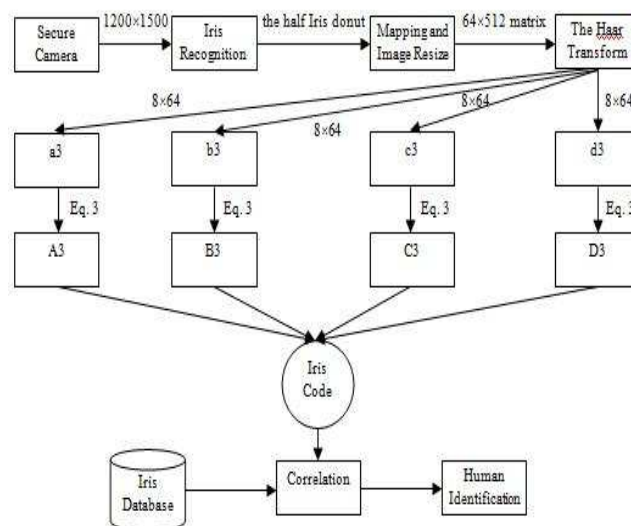 1200×1500
the half Iris donut
64×512 matrix
Secure
Camera
Iris
Recognition
Mapping and
Image Resize
The Haar
Transform
8×64
8×64
8×64
8×64
a3
b3
c3
d3
Eq. 3
Eq. 3
Eq. 3
Eq. 3
A3
B3
C3
D3
Iris
Code
Iris
Database
Correlation
Human
Identification